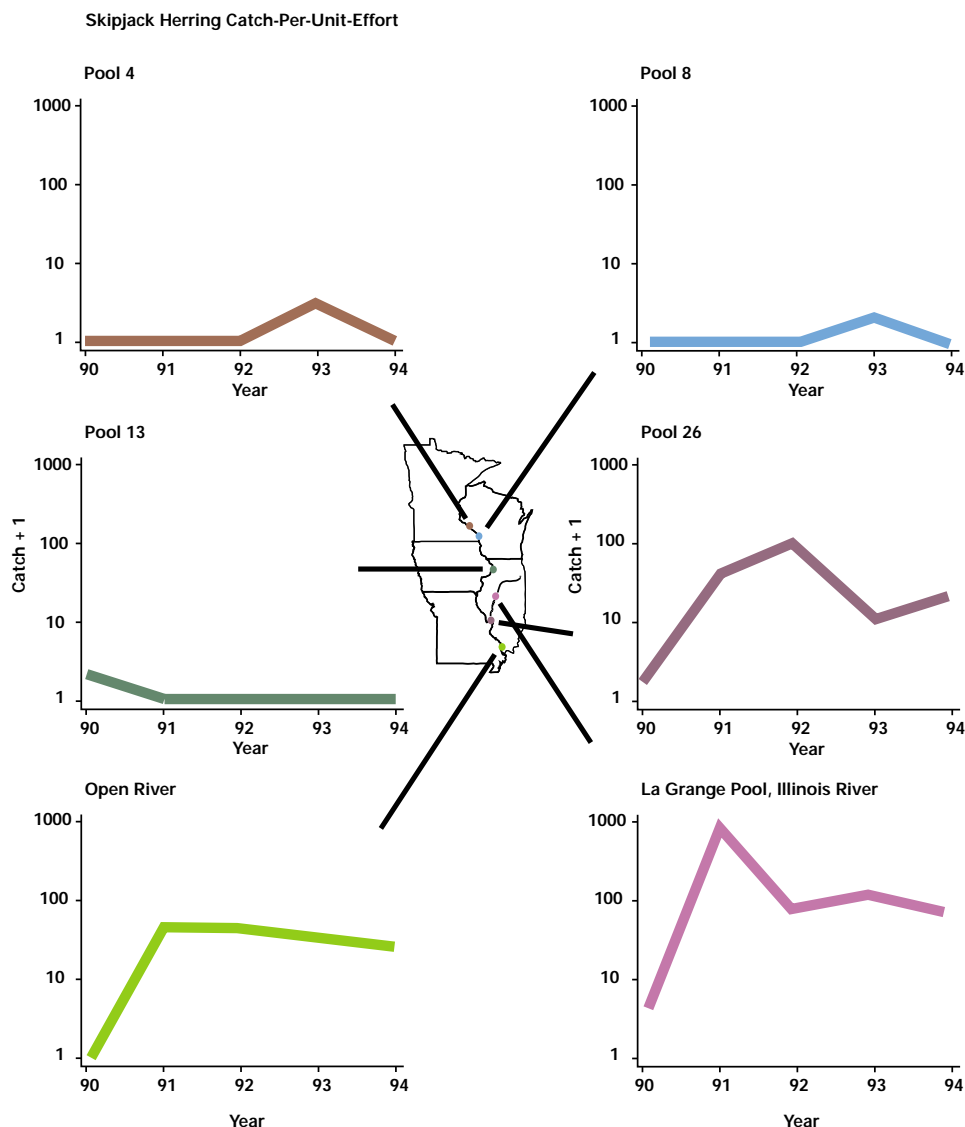 Skipjack Herring Catch-Per-Unit-Effort
Pool 4
1000
100
10
1
90 91 92 93 94
Year
Pool 8
1000
100
10
1
90 91 92 93 94
Year
Pool 13
Catch + 1
1000
100
10
1
90 91 92 93 94
Year
Pool 26
Catch + 1
1000
100
10
1
90 91 92 93 94
Year
Open River
1000
100
10
1
90 91 92 93 94
Year
La Grange Pool, Illinois River
1000
100
10
1
90 91 92 93 94
Year